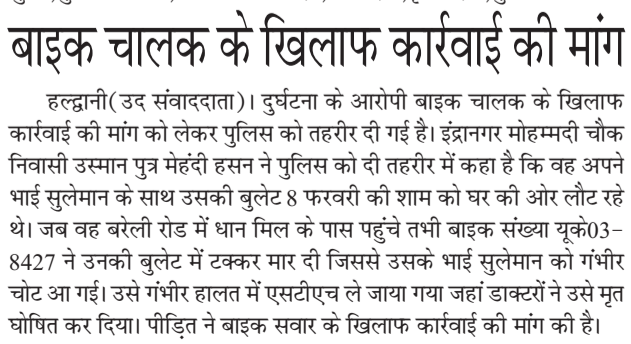 बाइक चालक के खिलाफ कार्रवाई की मांग
हल्द्वानी(उद संवाददाता)। दुर्घटना के आरोपी बाइक चालक के खिलाफ
कार्रवाई की मांग को लेकर पुलिस को तहरीर दी गई है। इंद्रानगर मोहम्मदी चौक
निवासी उस्मान पुत्र मेहंदी हसन ने पुलिस को दी तहरीर में कहा है कि वह अपने
भाई सुलेमान के साथ उसकी बुलेट 8 फरवरी की शाम को घर की ओर लौट रहे
थे। जब वह बरेली रोड में धान मिल के पास पहुंचे तभी बाइक संख्या यूके03-
8427 ने उनकी बुलेट में टक्कर मार दी जिससे उसके भाई सुलेमान को गंभीर
चोट आ गई। उसे गंभीर हालत में एसटीएच ले जाया गया जहां डाक्टरों ने उसे मृत
घोषित कर दिया। पीड़ित ने बाइक सवार के खिलाफ कार्रवाई की मांग की है।